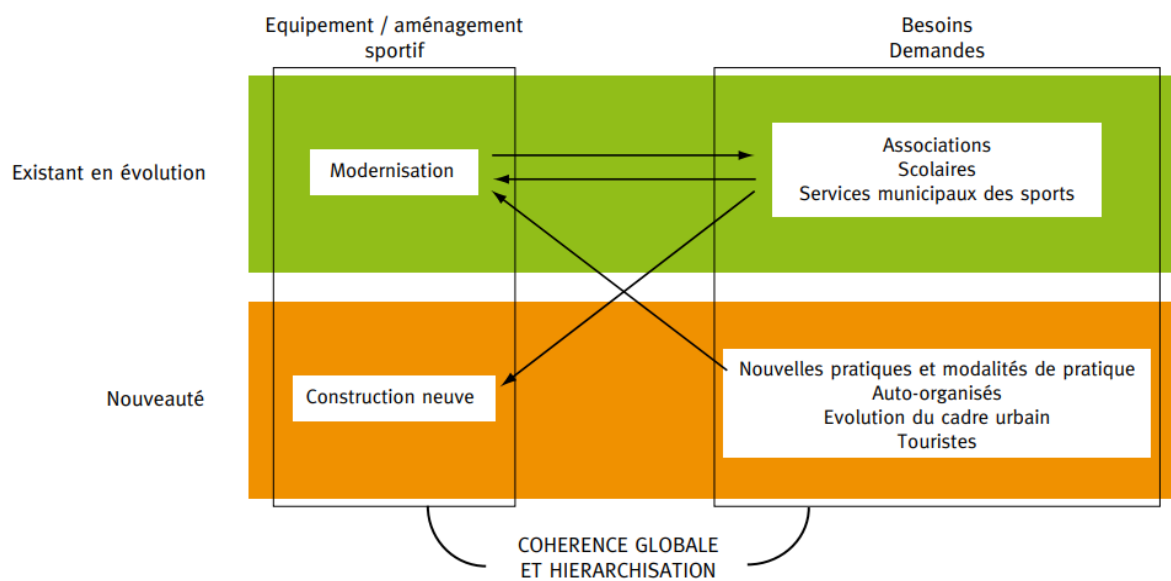 Equipement / aménagement
sportif
Besoins
Demandes
Existant en évolution
Modernisation
Associations
Scolaires
Services municipaux des sports
Nouveauté
Construction neuve
Nouvelles pratiques et modalités de pratique
Auto-organisés
Evolution du cadre urbain
Touristes
COHERENCE GLOBALE
ET HIERARCHISATION